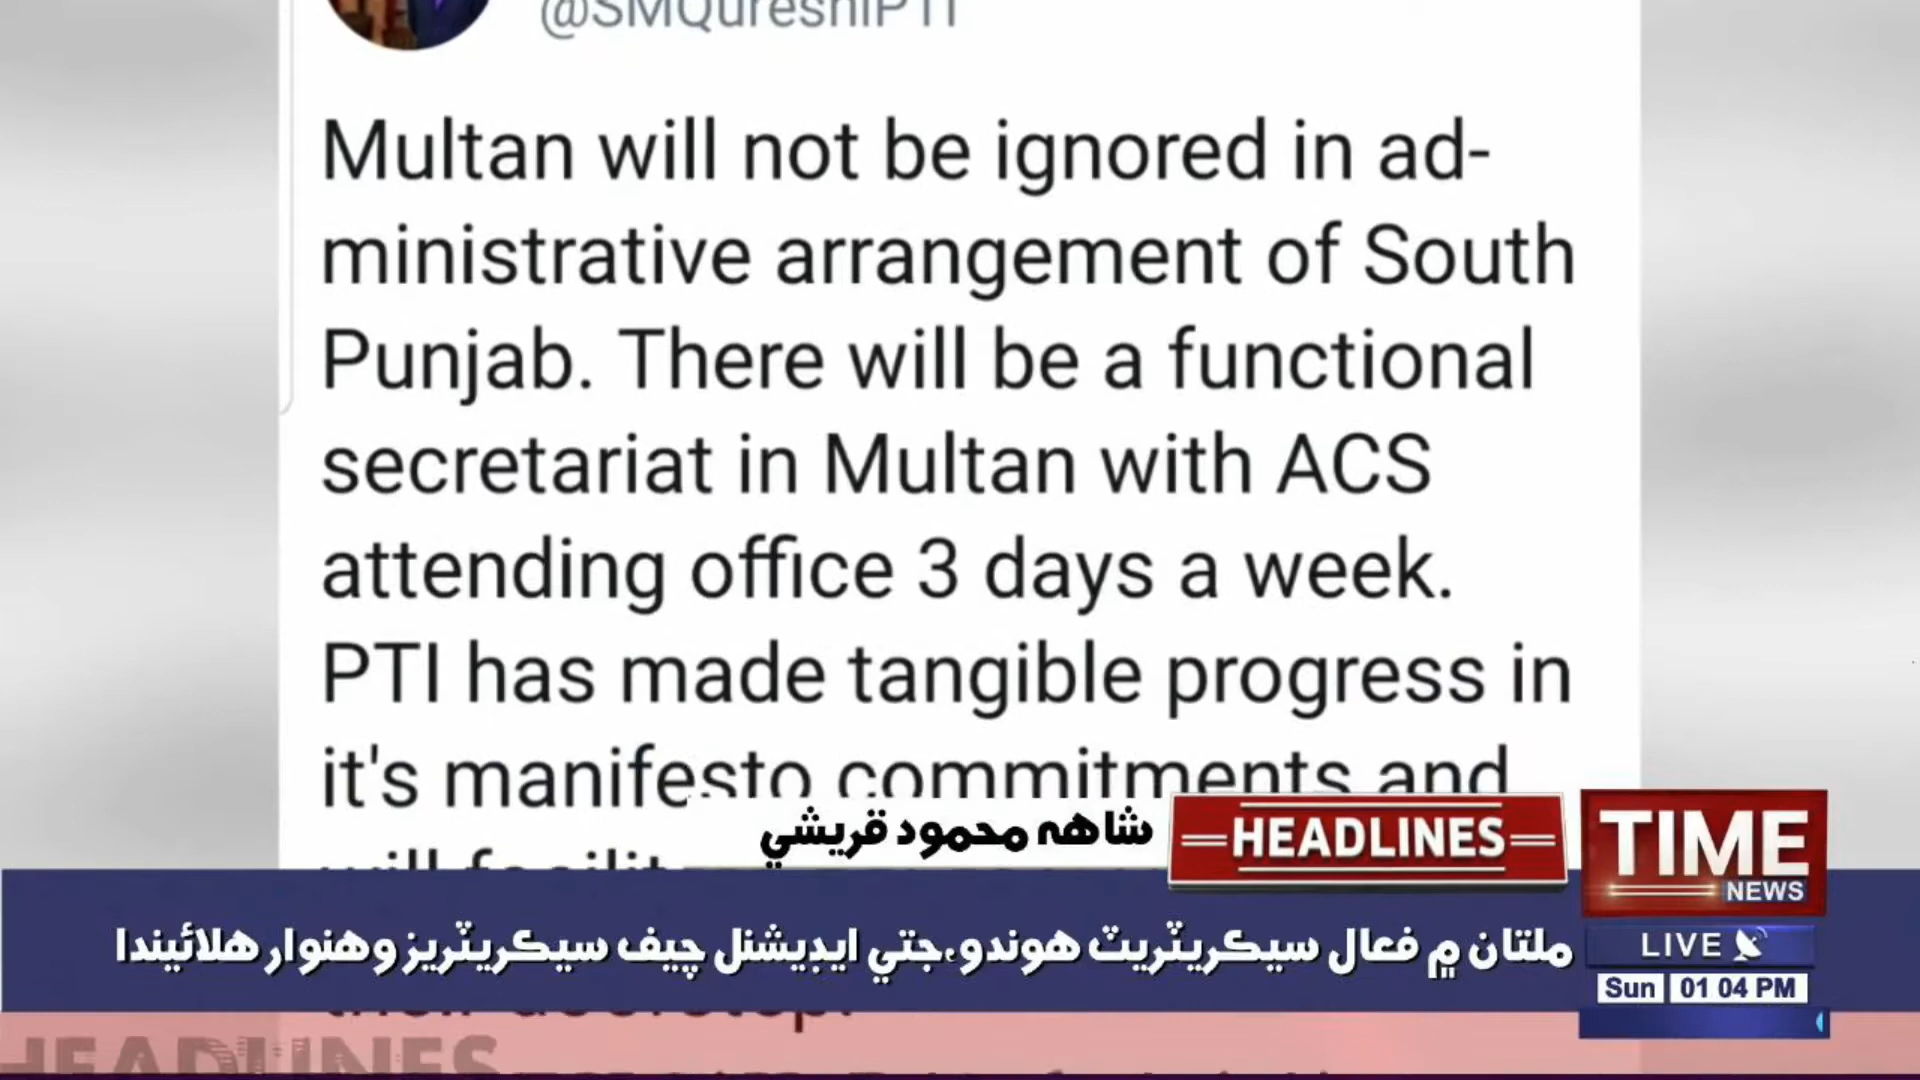 @SMQureshiPTI
Multan will not be ignored in ad-
ministrative arrangement of South
Punjab. There will be a functional
secretariat in Multan with ACS
attending office 3 days a week.
PTI has made tangible progress in
it's manifesto commitments and
will
شاهه محمود قريشي
HEADLINES
TIME
NEWS
ملتان ۾ فعال سيڪريٽريٽ هوندو،جتي ايڊيشنل چيف سيڪريٽريز وهنوار هلائيندا
LIVE
Sun 01 04 PM
HEADLINES